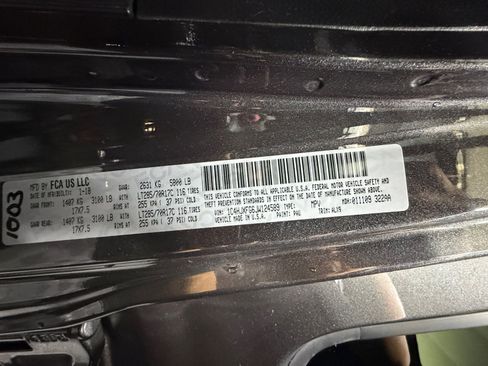 1003
MFD BY FCA US LLC
DATE OF MFR 1-18
GVWR: 2631 KG 5800 LB
GAWR FRONT: 1407 KG 3100 LB
LT285/70R17C 116 TIRES
17X7.5 RIMS AT 255 KPA ( 37 PSI) COLD
GAWR REAR: 1407 KG 3100 LB
LT285/70R17C 116 TIRES
17X7.5 RIMS AT 255 KPA ( 37 PSI) COLD
THIS VEHICLE CONFORMS TO ALL APPLICABLE U.S.A. FEDERAL MOTOR VEHICLE SAFETY AND
THEFT PREVENTION STANDARDS IN EFFECT ON THE DATE OF MANUFACTURE SHOWN ABOVE.
VIN: TYPE: MPV MDH: 011109 322AA
MADE IN U.S.A. PAINT: PAU TRIM: ALX9